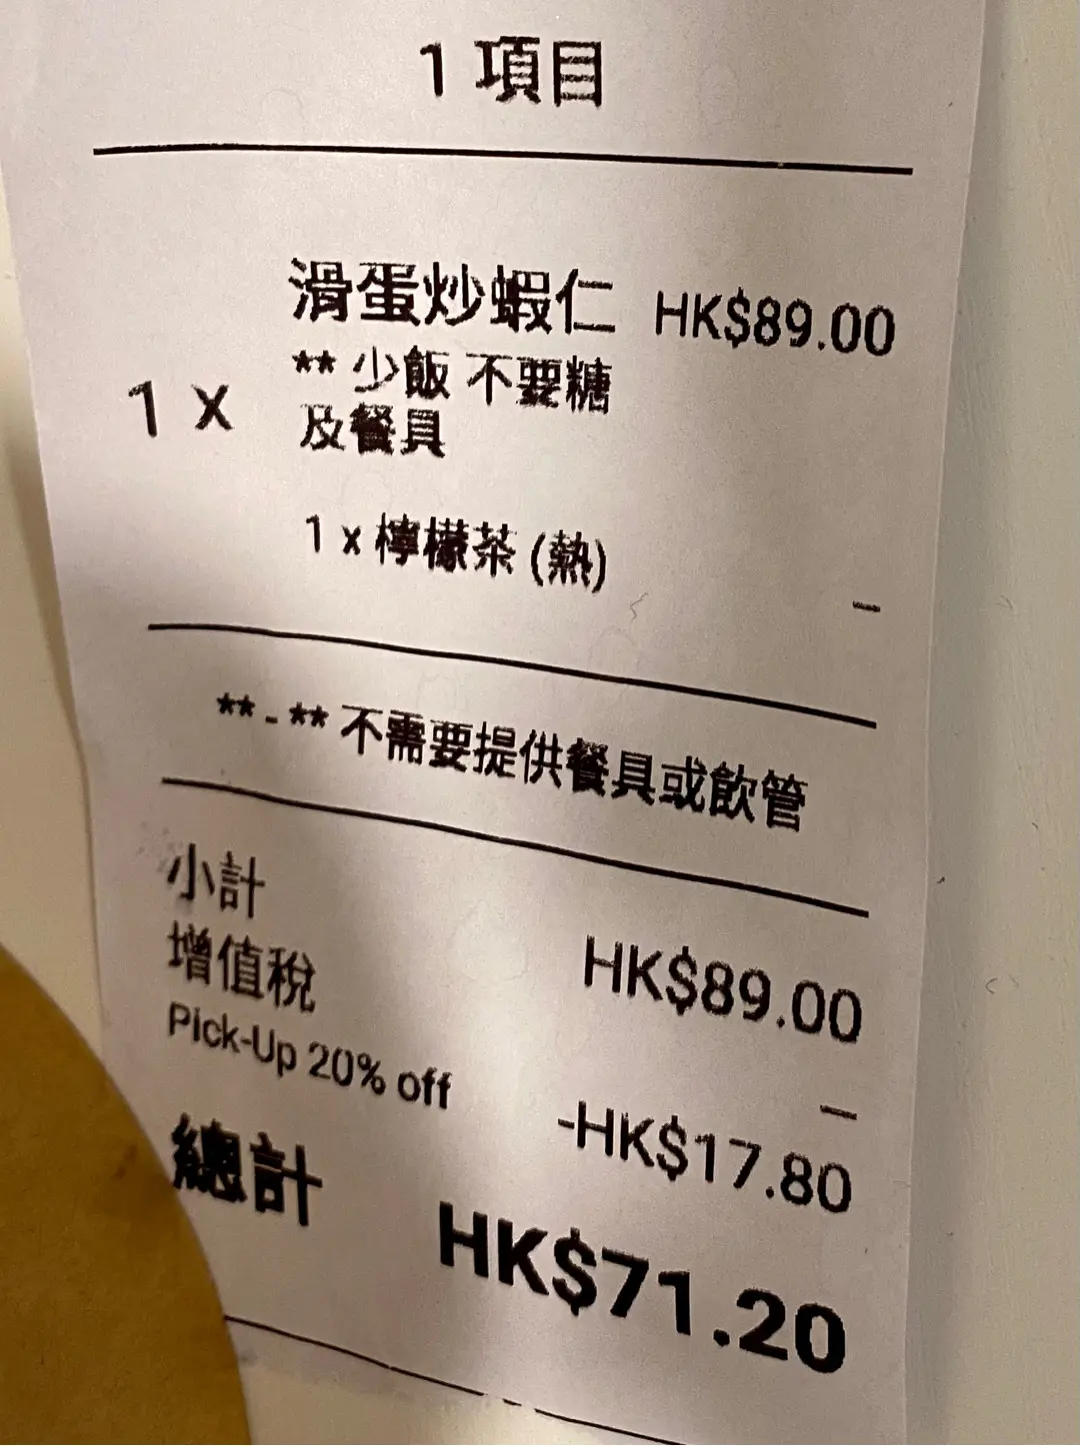 1 項目
滑蛋炒蝦仁 HK$89.00
** 少飯 不要糖
1 x 及餐具
1 x 檸檬茶 (熱) –
** - ** 不需要提供餐具或飲管
小計 HK$89.00
增值稅 –
Pick-Up 20% off -HK$17.80
總計 HK$71.20